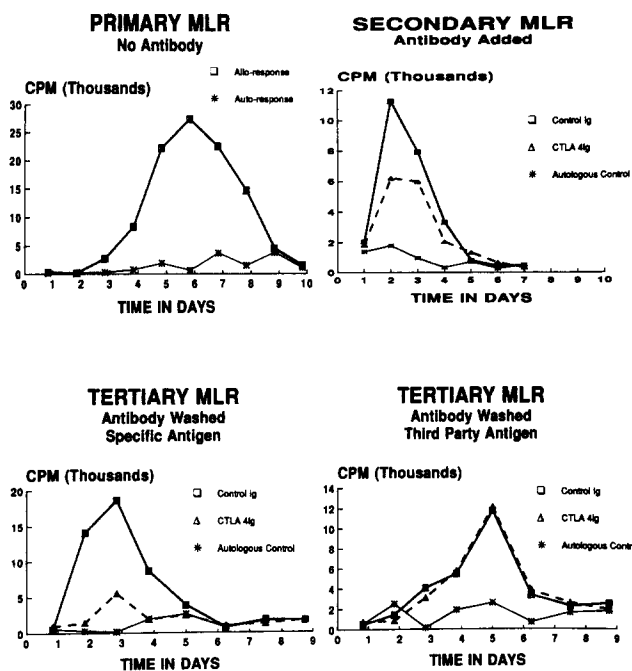 PRIMARY MLR
No Antibody
Allo-response
Auto-response
CPM (Thousands)
30
25
20
15
10
5
0
0 1 2 3 4 5 6 7 8 9 10
TIME IN DAYS
SECONDARY MLR
Antibody Added
CPM (Thousands)
12
10
8
6
4
2
0
Control Ig
CTLA 4Ig
Autologous Control
0 1 2 3 4 5 6 7 8 9 10
TIME IN DAYS
TERTIARY MLR
Antibody Washed
Specific Antigen
CPM (Thousands)
20
15
10
5
0
Control Ig
CTLA 4Ig
Autologous Control
0 1 2 3 4 5 6 7 8 9
TIME IN DAYS
TERTIARY MLR
Antibody Washed
Third Party Antigen
CPM (Thousands)
14
12
10
8
6
4
2
0
Control Ig
CTLA 4Ig
Autologous Cont
0 1 2 3 4 5 6 7 8 9
TIME IN DAYS